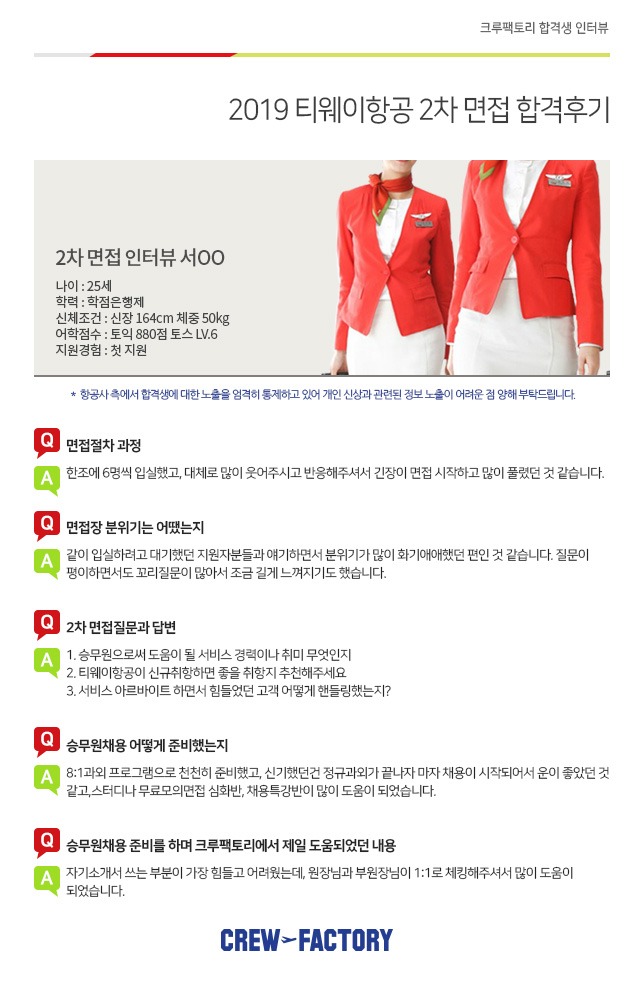 크루팩토리 합격생 인터뷰
2019 티웨이항공 2차 면접 합격후기
2차 면접 인터뷰 서OO
나이 : 25세
학력 : 학점은행제
신체조건 : 신장 164cm 체중 50kg
어학점수 : 토익 880점 토스 LV.6
지원경험 : 첫 지원
* 항공사 측에서 합격생에 대한 노출을 엄격히 통제하고 있어 개인 신상과 관련된 정보 노출이 어려운 점 양해 부탁드립니다.
Q 면접절차 과정
A 한조에 6명씩 입실했고, 대체로 많이 웃어주시고 반응해주셔서 긴장이 면접 시작하고 많이 풀렸던 것 같습니다.
Q 면접장 분위기는 어땠는지
A 같이 입실하려고 대기했던 지원자분들과 얘기하면서 분위기가 많이 화기애애했던 편인 것 같습니다. 질문이
평이하면서도 꼬리질문이 많아서 조금 길게 느껴지기도 했습니다.
Q 2차 면접질문과 답변
A 1. 승무원으로써 도움이 될 서비스 경력이나 취미 무엇인지
2. 티웨이항공이 신규취항하면 좋을 취항지 추천해주세요
3. 서비스 아르바이트 하면서 힘들었던 고객 어떻게 핸들링했는지?
Q 승무원채용 어떻게 준비했는지
A 8:1과외 프로그램으로 천천히 준비했고, 신기했던건 정규과외가 끝나자 마자 채용이 시작되어서 운이 좋았던 것
같고,스터디나 무료모의면접 심화반, 채용특강반이 많이 도움이 되었습니다.
Q 승무원채용 준비를 하며 크루팩토리에서 제일 도움되었던 내용
A 자기소개서 쓰는 부분이 가장 힘들고 어려웠는데, 원장님과 부원장님이 1:1로 체킹해주셔서 많이 도움이
되었습니다.
CREW FACTORY